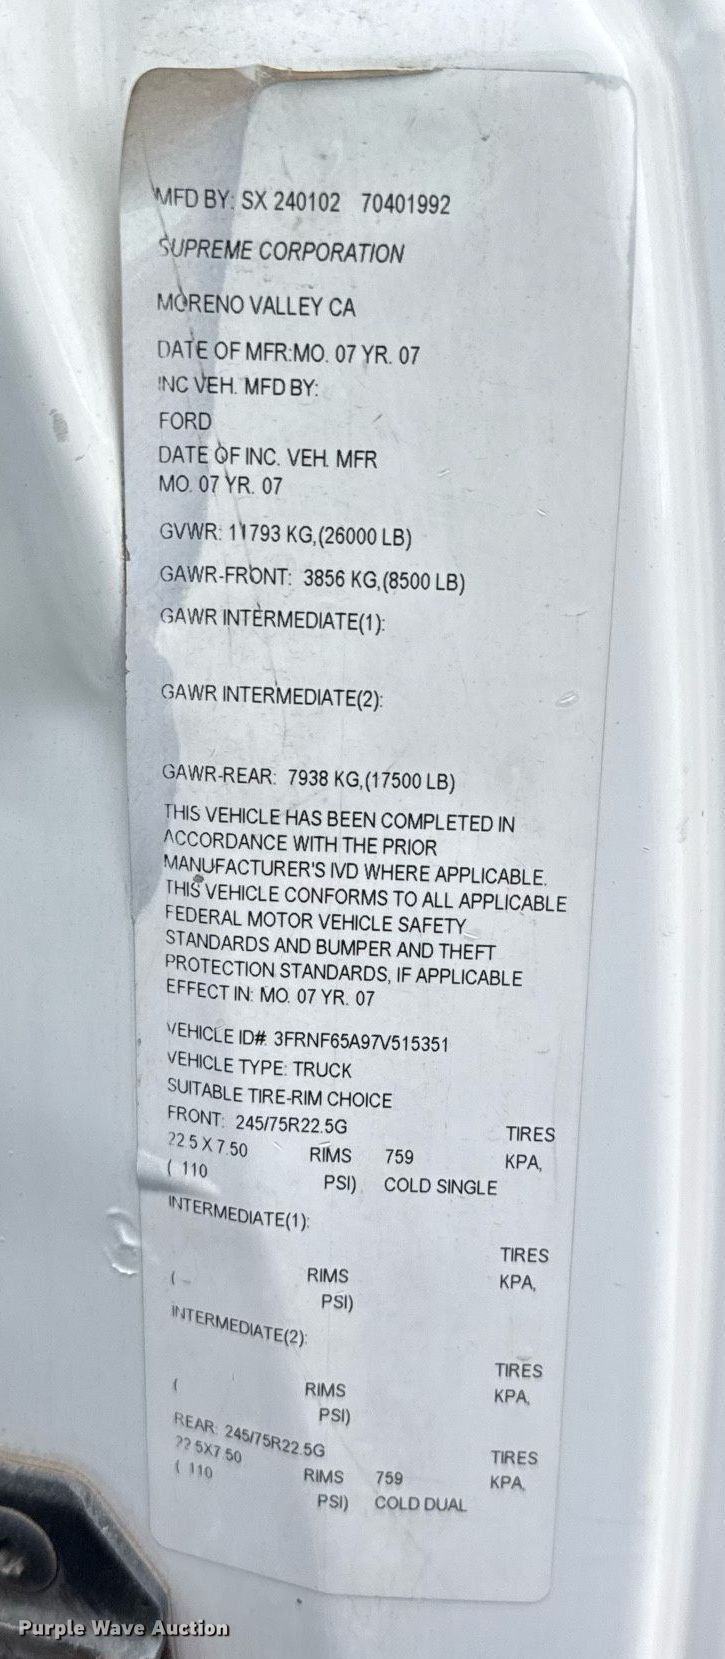 MFD BY: SX 240102 70401992
SUPREME CORPORATION
MORENO VALLEY CA
DATE OF MFR:MO. 07 YR. 07
INC VEH. MFD BY:
FORD
DATE OF INC. VEH. MFR
MO. 07 YR. 07
GVWR: 11793 KG,(26000 LB)
GAWR-FRONT: 3856 KG,(8500 LB)
GAWR INTERMEDIATE(1):
GAWR INTERMEDIATE(2):
GAWR-REAR: 7938 KG,(17500 LB)
THIS VEHICLE HAS BEEN COMPLETED IN
ACCORDANCE WITH THE PRIOR
MANUFACTURER'S IVD WHERE APPLICABLE.
THIS VEHICLE CONFORMS TO ALL APPLICABLE
FEDERAL MOTOR VEHICLE SAFETY
STANDARDS AND BUMPER AND THEFT
PROTECTION STANDARDS, IF APPLICABLE
EFFECT IN: MO. 07 YR. 07
VEHICLE ID#: 3FRNF65A97V515351
VEHICLE TYPE: TRUCK
SUITABLE TIRE-RIM CHOICE
FRONT: 245/75R22.5G TIRES
22.5 X 7.50 RIMS 759 KPA,
( 110 PSI) COLD SINGLE
INTERMEDIATE(1):
TIRES
RIMS KPA,
( PSI)
INTERMEDIATE(2):
TIRES
RIMS KPA,
( PSI)
REAR: 245/75R22.5G TIRES
22.5X7.50 RIMS 759 KPA,
( 110 PSI) COLD DUAL
Purple Wave Auction